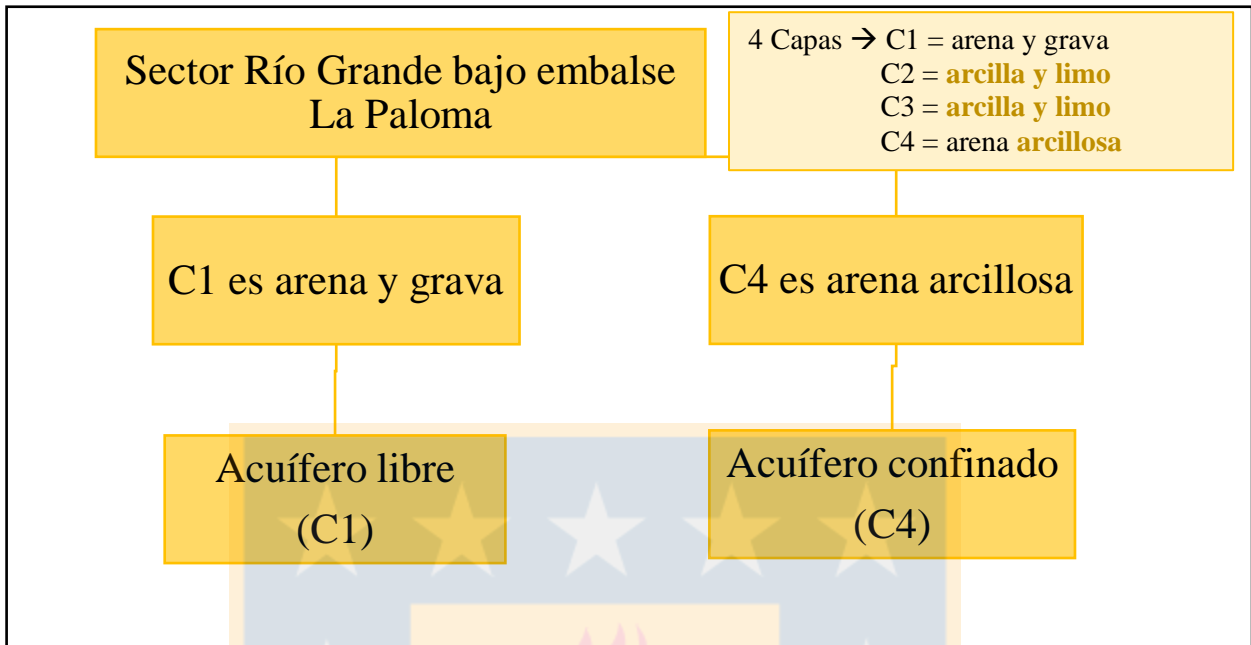 Sector Río Grande bajo embalse
La Paloma
4 Capas → C1 = arena y grava
C2 = arcilla y limo
C3 = arcilla y limo
C4 = arena arcillosa
C1 es arena y grava
C4 es arena arcillosa
Acuífero libre
(C1)
Acuífero confinado
(C4)